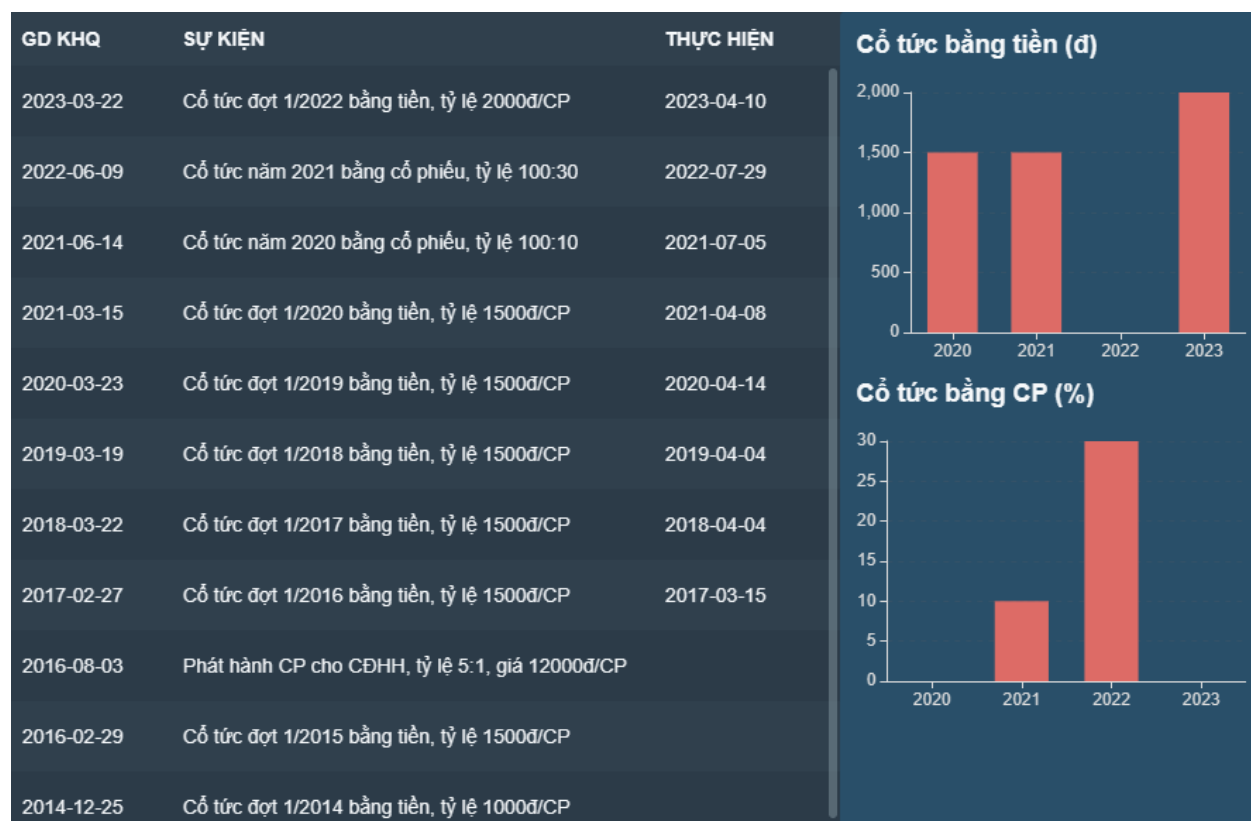 GD KHQ SỰ KIỆN THỰC HIỆN
2023-03-22 Cổ tức đợt 1/2022 bằng tiền, tỷ lệ 2000đ/CP 2023-04-10
2022-06-09 Cổ tức năm 2021 bằng cổ phiếu, tỷ lệ 100:30 2022-07-29
2021-06-14 Cổ tức năm 2020 bằng cổ phiếu, tỷ lệ 100:10 2021-07-05
2021-03-15 Cổ tức đợt 1/2020 bằng tiền, tỷ lệ 1500đ/CP 2021-04-08
2020-03-23 Cổ tức đợt 1/2019 bằng tiền, tỷ lệ 1500đ/CP 2020-04-14
2019-03-19 Cổ tức đợt 1/2018 bằng tiền, tỷ lệ 1500đ/CP 2019-04-04
2018-03-22 Cổ tức đợt 1/2017 bằng tiền, tỷ lệ 1500đ/CP 2018-04-04
2017-02-27 Cổ tức đợt 1/2016 bằng tiền, tỷ lệ 1500đ/CP 2017-03-15
2016-08-03 Phát hành CP cho CĐHH, tỷ lệ 5:1, giá 12000đ/CP
2016-02-29 Cổ tức đợt 1/2015 bằng tiền, tỷ lệ 1500đ/CP
2014-12-25 Cổ tức đợt 1/2014 bằng tiền, tỷ lệ 1000đ/CP
Cổ tức bằng tiền (đ)
2,000
1,500
1,000
500
0
2020 2021 2022 2023
Cổ tức bằng CP (%)
30
25
20
15
10
5
0
2020 2021 2022 2023